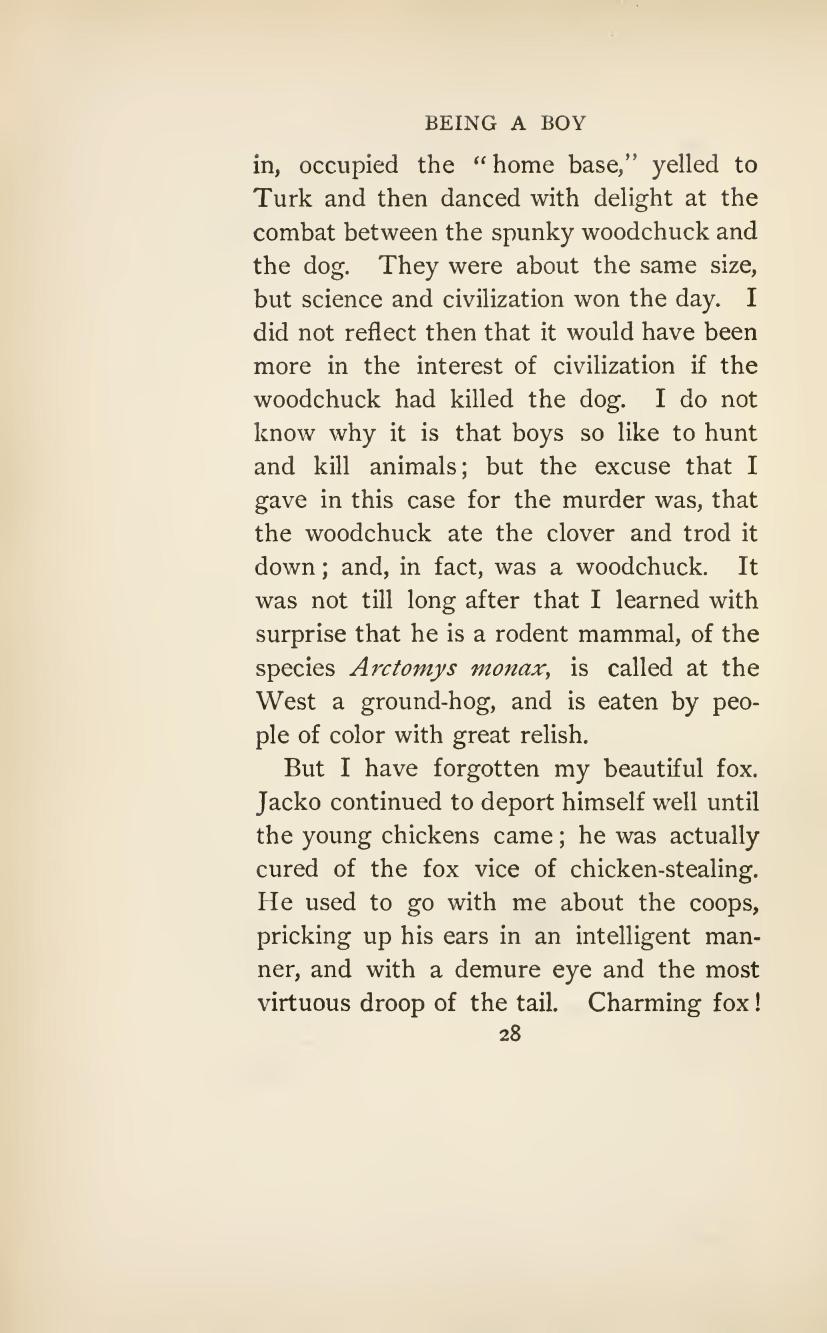 BEING A BOY
in, occupied the “home base,” yelled to
Turk and then danced with delight at the
combat between the spunky woodchuck and
the dog. They were about the same size,
but science and civilization won the day. I
did not reflect then that it would have been
more in the interest of civilization if the
woodchuck had killed the dog. I do not
know why it is that boys so like to hunt
and kill animals; but the excuse that I
gave in this case for the murder was, that
the woodchuck ate the clover and trod it
down; and, in fact, was a woodchuck. It
was not till long after that I learned with
surprise that he is a rodent mammal, of the
species Arctomys monax, is called at the
West a ground-hog, and is eaten by peo-
ple of color with great relish.
But I have forgotten my beautiful fox.
Jacko continued to deport himself well until
the young chickens came; he was actually
cured of the fox vice of chicken-stealing.
He used to go with me about the coops,
pricking up his ears in an intelligent man-
ner, and with a demure eye and the most
virtuous droop of the tail. Charming fox!
28